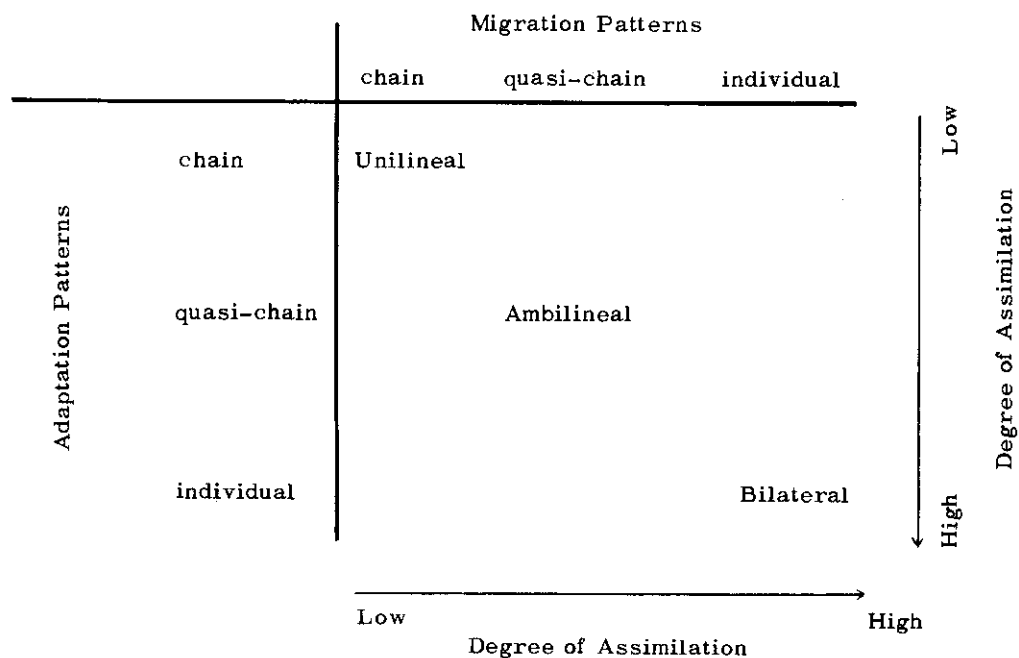 Migration Patterns
chain quasi-chain individual
Adaptation Patterns
chain Unilineal
quasi-chain Ambilineal
individual Bilateral
Low
High
Degree of Assimilation
Low High
Degree of Assimilation